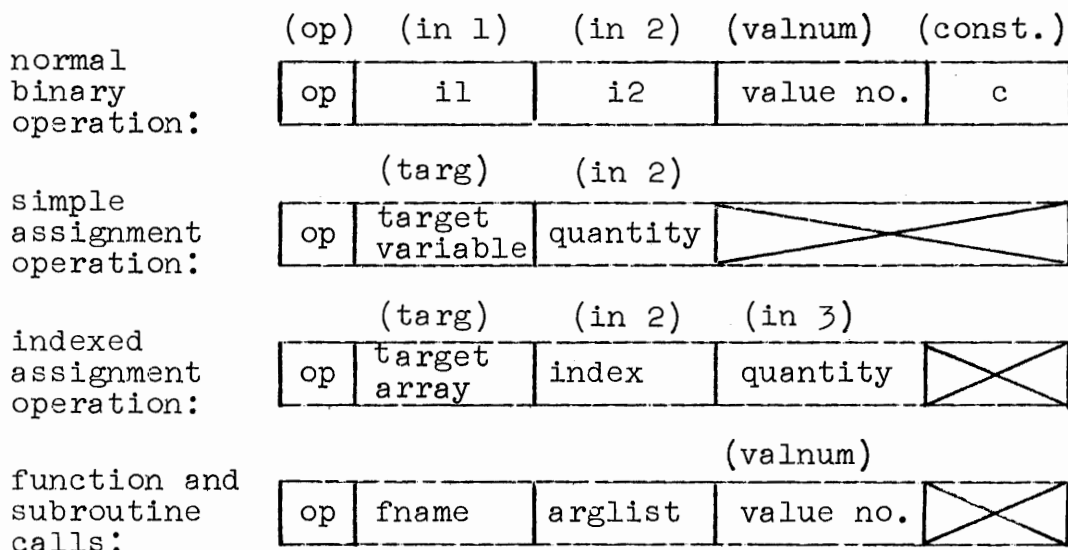 (op) (in 1) (in 2) (valnum) (const.)
normal
binary
operation:
op i1 i2 value no. c
(targ) (in 2)
simple
assignment
operation:
op target variable quantity
(targ) (in 2) (in 3)
indexed
assignment
operation:
op target array index quantity
(valnum)
function and
subroutine
calls:
op fname arglist value no.